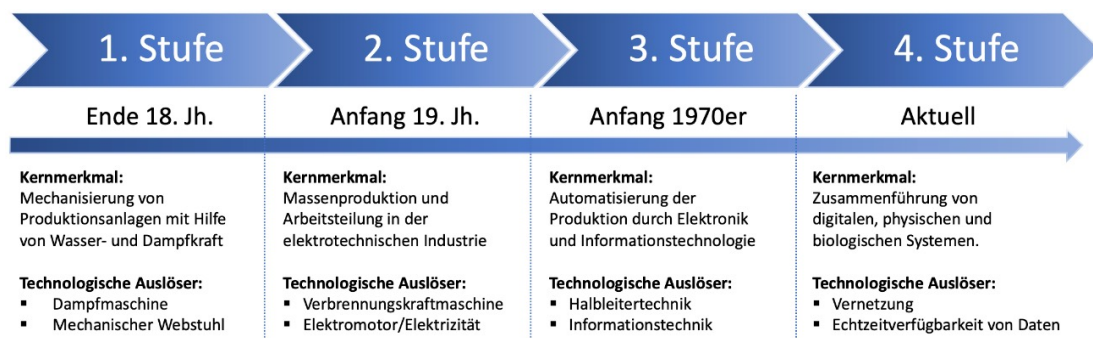 1. Stufe
2. Stufe
3. Stufe
4. Stufe
Ende 18. Jh.
Anfang 19. Jh.
Anfang 1970er
Aktuell
Kernmerkmal:
Mechanisierung von
Produktionsanlagen mit Hilfe
von Wasser- und Dampfkraft
Technologische Auslöser:
▪ Dampfmaschine
▪ Mechanischer Webstuhl
Kernmerkmal:
Massenproduktion und
Arbeitsteilung in der
elektrotechnischen Industrie
Technologische Auslöser:
▪ Verbrennungskraftmaschine
▪ Elektromotor/Elektrizität
Kernmerkmal:
Automatisierung der
Produktion durch Elektronik
und Informationstechnologie
Technologische Auslöser:
▪ Halbleitertechnik
▪ Informationstechnik
Kernmerkmal:
Zusammenführung von
digitalen, physischen und
biologischen Systemen.
Technologische Auslöser:
▪ Vernetzung
▪ Echtzeitverfügbarkeit von Daten